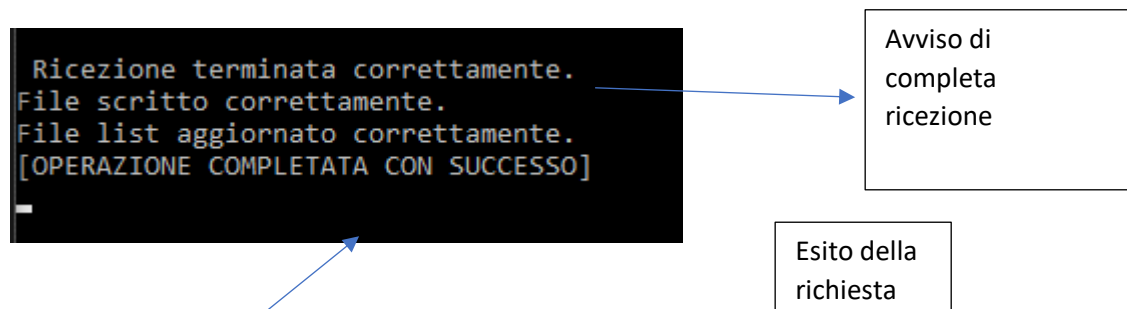 Ricezione terminata correttamente.
File scritto correttamente.
File list aggiornato correttamente.
[OPERAZIONE COMPLETATA CON SUCCESSO]
Avviso di
completa
ricezione
Esito della
richiesta